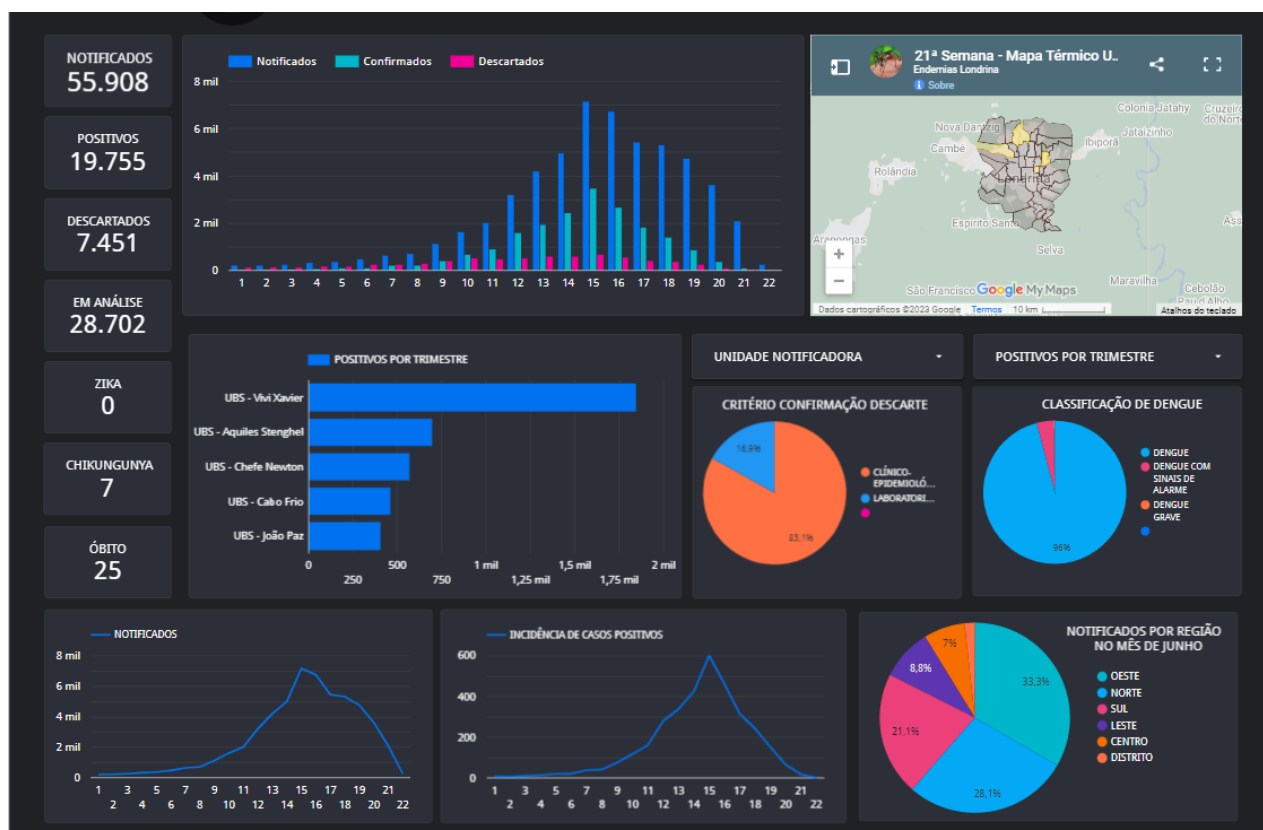 NOTIFICADOS
55.908
POSITIVOS
19.755
DESCARTADOS
7.451
EM ANÁLISE
28.702
ZIKA
0
CHIKUNGUNYA
7
ÓBITO
25
Notificados Confirmados Descartados
8 mil
6 mil
4 mil
2 mil
0
1 2 3 4 5 6 7 8 9 10 11 12 13 14 15 16 17 18 19 20 21 22
21ª Semana - Mapa Térmico U..
Endemias Londrina
Sobre
Colonia Jatahy
Cruzeiro
do Norte
Nova Dantzig
Jataizinho
Cambé
Ibiporã
Rolândia
Londrina
Espírito Santo
Ass
Arapongas
Selva
+
−
São Francisco
Google My Maps
Maravilha
Cebolão
Pau d'Alho
Dados cartográficos ©2023 Google Termos 10 km Atalhos do teclado
POSITIVOS POR TRIMESTRE
UBS - Vivi Xavier
UBS - Aquiles Stenghel
UBS - Chefe Newton
UBS - Cabo Frio
UBS - João Paz
0 500 1 mil 1,5 mil 2 mil
250 750 1,25 mil 1,75 mil
UNIDADE NOTIFICADORA
POSITIVOS POR TRIMESTRE
CRITÉRIO CONFIRMAÇÃO DESCARTE
16,9%
83,1%
CLÍNICO-
EPIDEMIOLÓ...
LABORATORI...
CLASSIFICAÇÃO DE DENGUE
96%
DENGUE
DENGUE COM
SINAIS DE
ALARME
DENGUE
GRAVE
NOTIFICADOS
8 mil
6 mil
4 mil
2 mil
0
1 3 5 7 9 11 13 15 17 19 21
2 4 6 8 10 12 14 16 18 20 22
INCIDÊNCIA DE CASOS POSITIVOS
600
400
200
0
1 3 5 7 9 11 13 15 17 19 21
2 4 6 8 10 12 14 16 18 20 22
NOTIFICADOS POR REGIÃO
NO MÊS DE JUNHO
33,3%
28,1%
21,1%
8,8%
7%
OESTE
NORTE
SUL
LESTE
CENTRO
DISTRITO